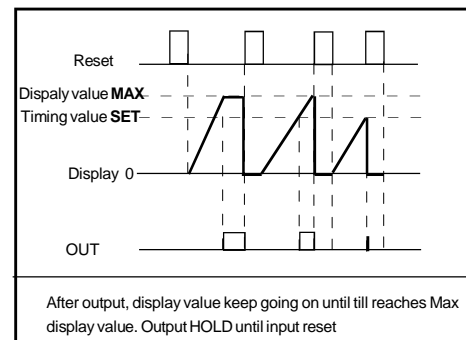 Reset
Dispaly value MAX
Timing value SET
Display 0
OUT
After output, display value keep going on until till reaches Max
display value. Output HOLD until input reset